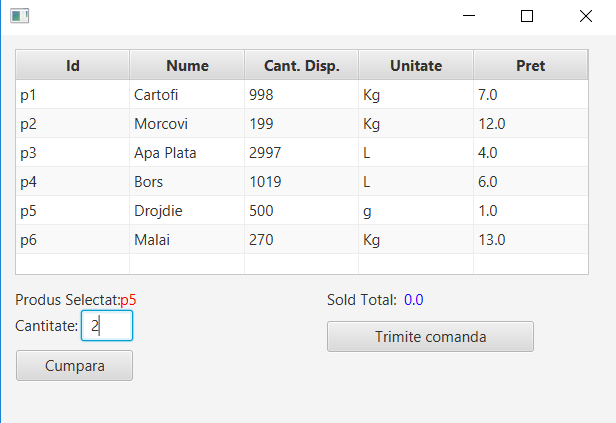 Id Nume Cant. Disp. Unitate Pret
p1 Cartofi 998 Kg 7.0
p2 Morcovi 199 Kg 12.0
p3 Apa Plata 2997 L 4.0
p4 Bors 1019 L 6.0
p5 Drojdie 500 g 1.0
p6 Malai 270 Kg 13.0
Produs Selectat:p5 Sold Total: 0.0
Cantitate: 2
Trimite comanda
Cumpara